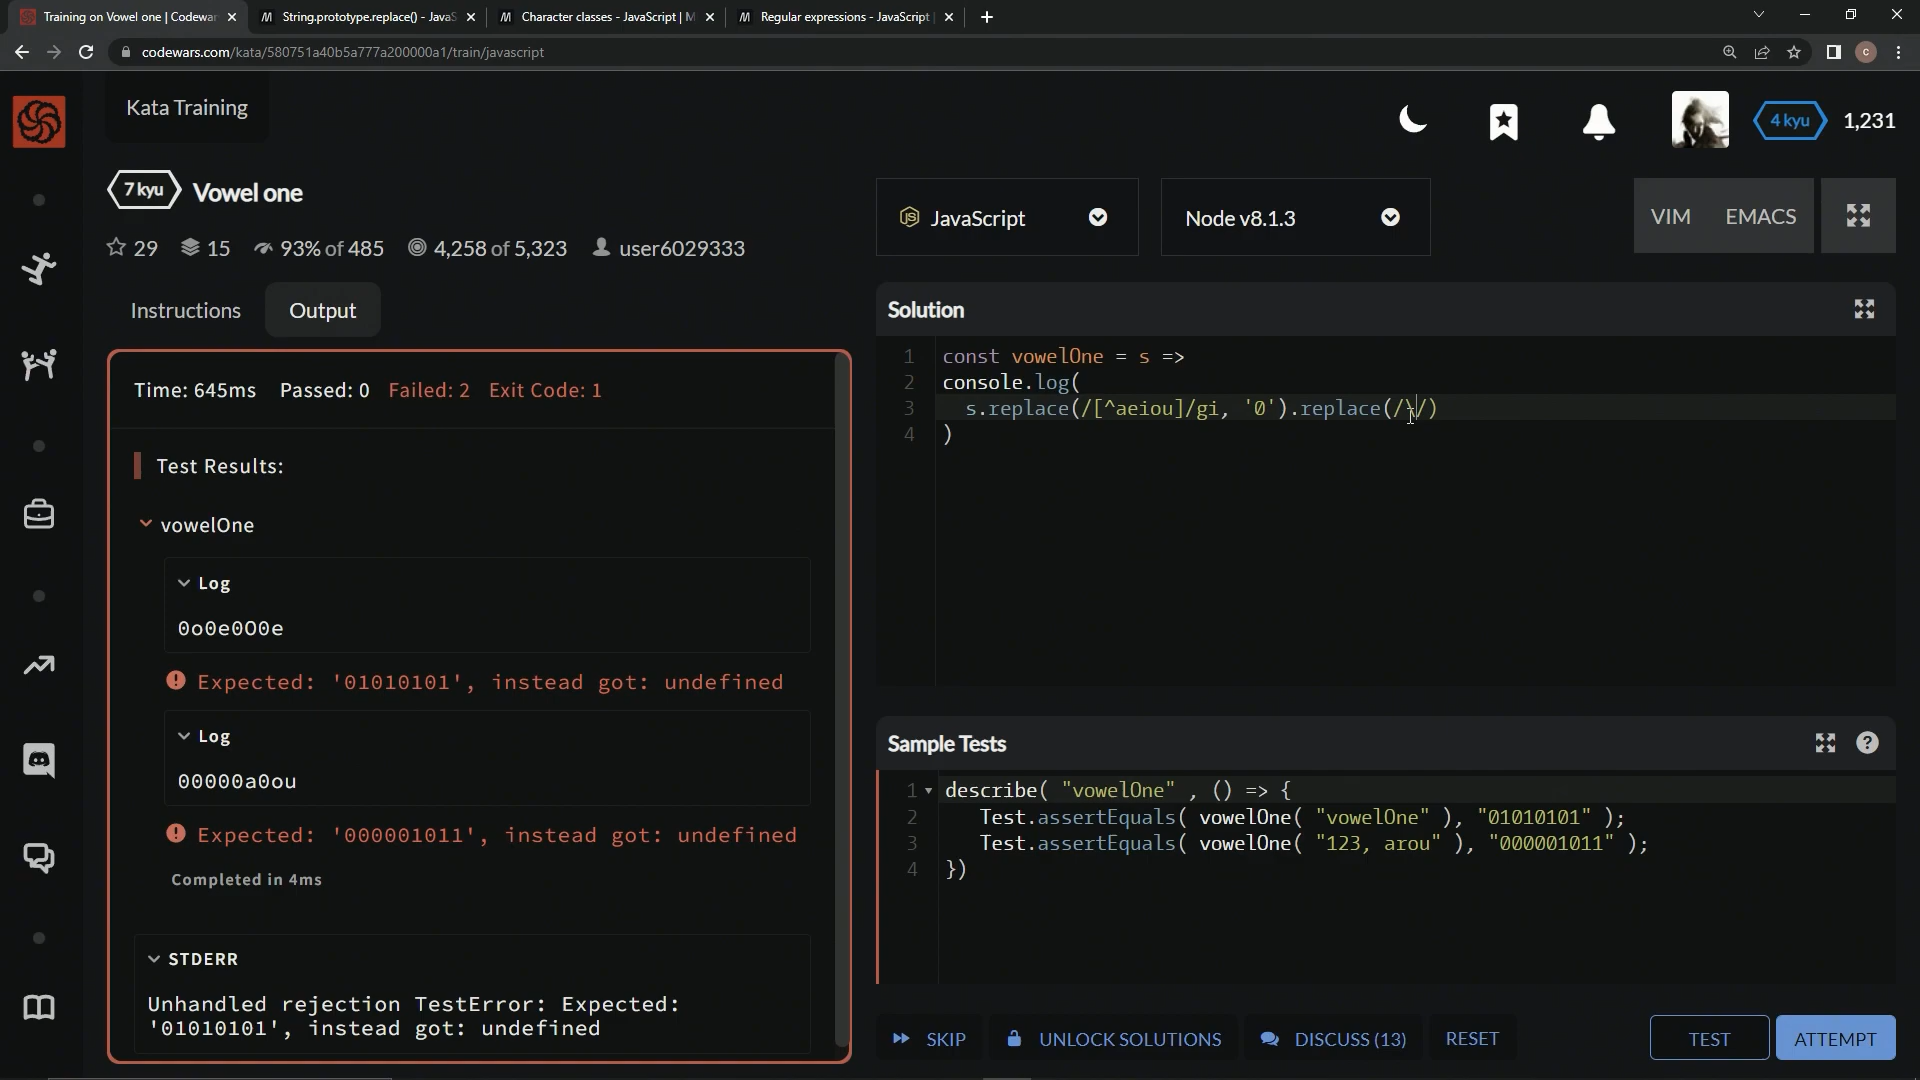 Training on Vowel one | Codewar
String.prototype.replace() - JavaS
Character classes - JavaScript | M
Regular expressions - JavaScript
codewars.com/kata/580751a40b5a777a200000a1/train/javascript
C
Kata Training
4 kyu
1,231
7 kyu
Vowel one
29
15
93% of 485
4,258 of 5,323
user6029333
JavaScript
Node v8.1.3
VIM
EMACS
Instructions
Output
Time: 645ms Passed: 0 Failed: 2 Exit Code: 1
Test Results:
vowelOne
Log
0o0e0O0e
Expected: '01010101', instead got: undefined
Log
00000a0ou
Expected: '000001011', instead got: undefined
Completed in 4ms
STDERR
Unhandled rejection TestError: Expected:
'01010101', instead got: undefined
Solution
1 const vowelOne = s =>
2 console.log(
3 s.replace(/[^aeiou]/gi, '0').replace(/\/)
4 )
Sample Tests
1 describe( "vowelOne" , () => {
2 Test.assertEquals( vowelOne( "vowelOne" ), "01010101" );
3 Test.assertEquals( vowelOne( "123, arou" ), "000001011" );
4 })
SKIP
UNLOCK SOLUTIONS
DISCUSS (13)
RESET
TEST
ATTEMPT